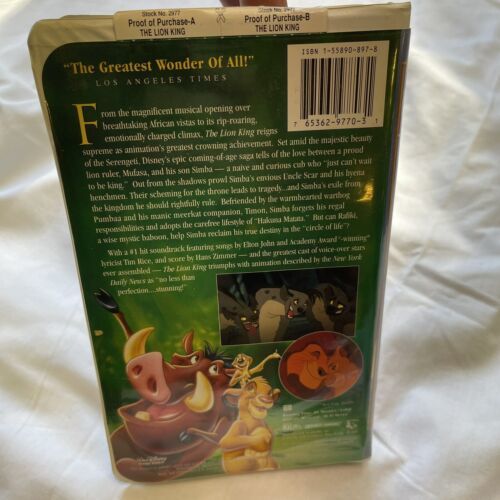 Stock No. 2977
Proof of Purchase-A
THE LION KING
Proof of Purchase-B
THE LION KING
"The Greatest Wonder Of All!"
LOS ANGELES TIMES
ISBN 1-55890-897-8
7 65362-9770-3 1
From the magnificent musical opening over
breathtaking African vistas to its rip-roaring,
emotionally charged climax, The Lion King reigns
supreme as animation's greatest crowning achievement. Set amid the majestic beauty
of the Serengeti, Disney's epic coming-of-age saga tells of the love between a proud
lion ruler, Mufasa, and his son Simba — a naive and curious cub who "just can't wait
to be king." Out from the shadows prowl Simba's envious Uncle Scar and his hyena
henchmen. Their scheming for the throne leads to tragedy...and Simba's exile from
the kingdom he should rightfully rule. Befriended by the warmhearted warthog
Pumbaa and his manic meerkat companion, Timon, Simba forgets his regal
responsibilities and adopts the carefree lifestyle of "Hakuna Matata." But can Rafiki,
a wise mystic baboon, help Simba reclaim his true destiny in the "circle of life"?
With a #1 hit soundtrack featuring songs by Elton John and Academy Award®-winning
lyricist Tim Rice, and score by Hans Zimmer — and the greatest cast of voice-over stars
ever assembled — The Lion King triumphs with animation described by the New York
Daily News as "no less than
perfection...stunning!"
WALT DISNEY